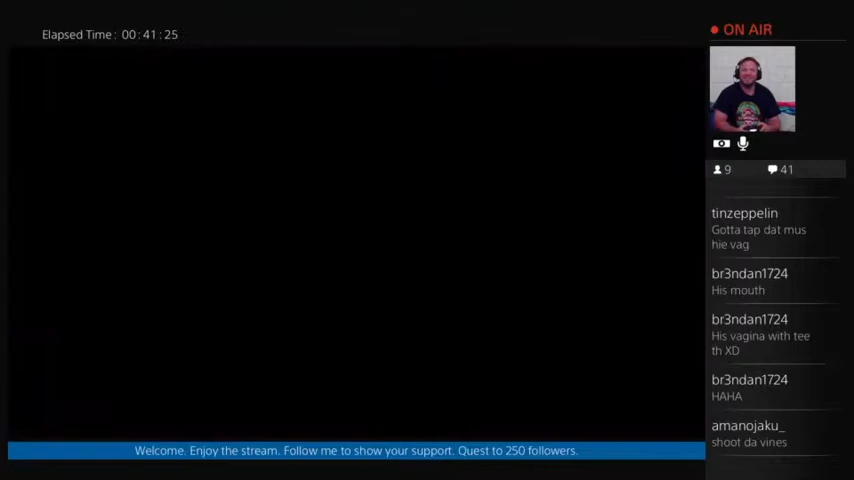 Elapsed Time: 00:41:25
ON AIR
9
41
tinzeppelin
Gotta tap dat mus
hie vag
br3ndan1724
His mouth
br3ndan1724
His vagina with tee
th XD
br3ndan1724
HAHA
amanojaku_
shoot da vines
Welcome. Enjoy the stream. Follow me to show your support. Quest to 250 followers.